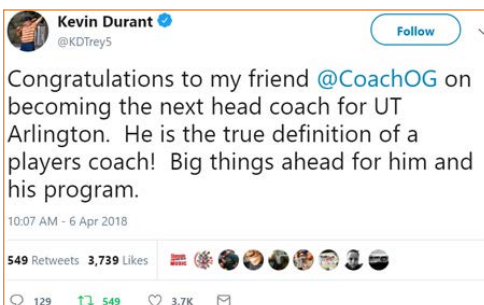 Kevin Durant
@KDTrey5
Follow
Congratulations to my friend @CoachOG on
becoming the next head coach for UT
Arlington. He is the true definition of a
players coach! Big things ahead for him and
his program.
10:07 AM - 6 Apr 2018
549 Retweets 3,739 Likes
129 549 3.7K